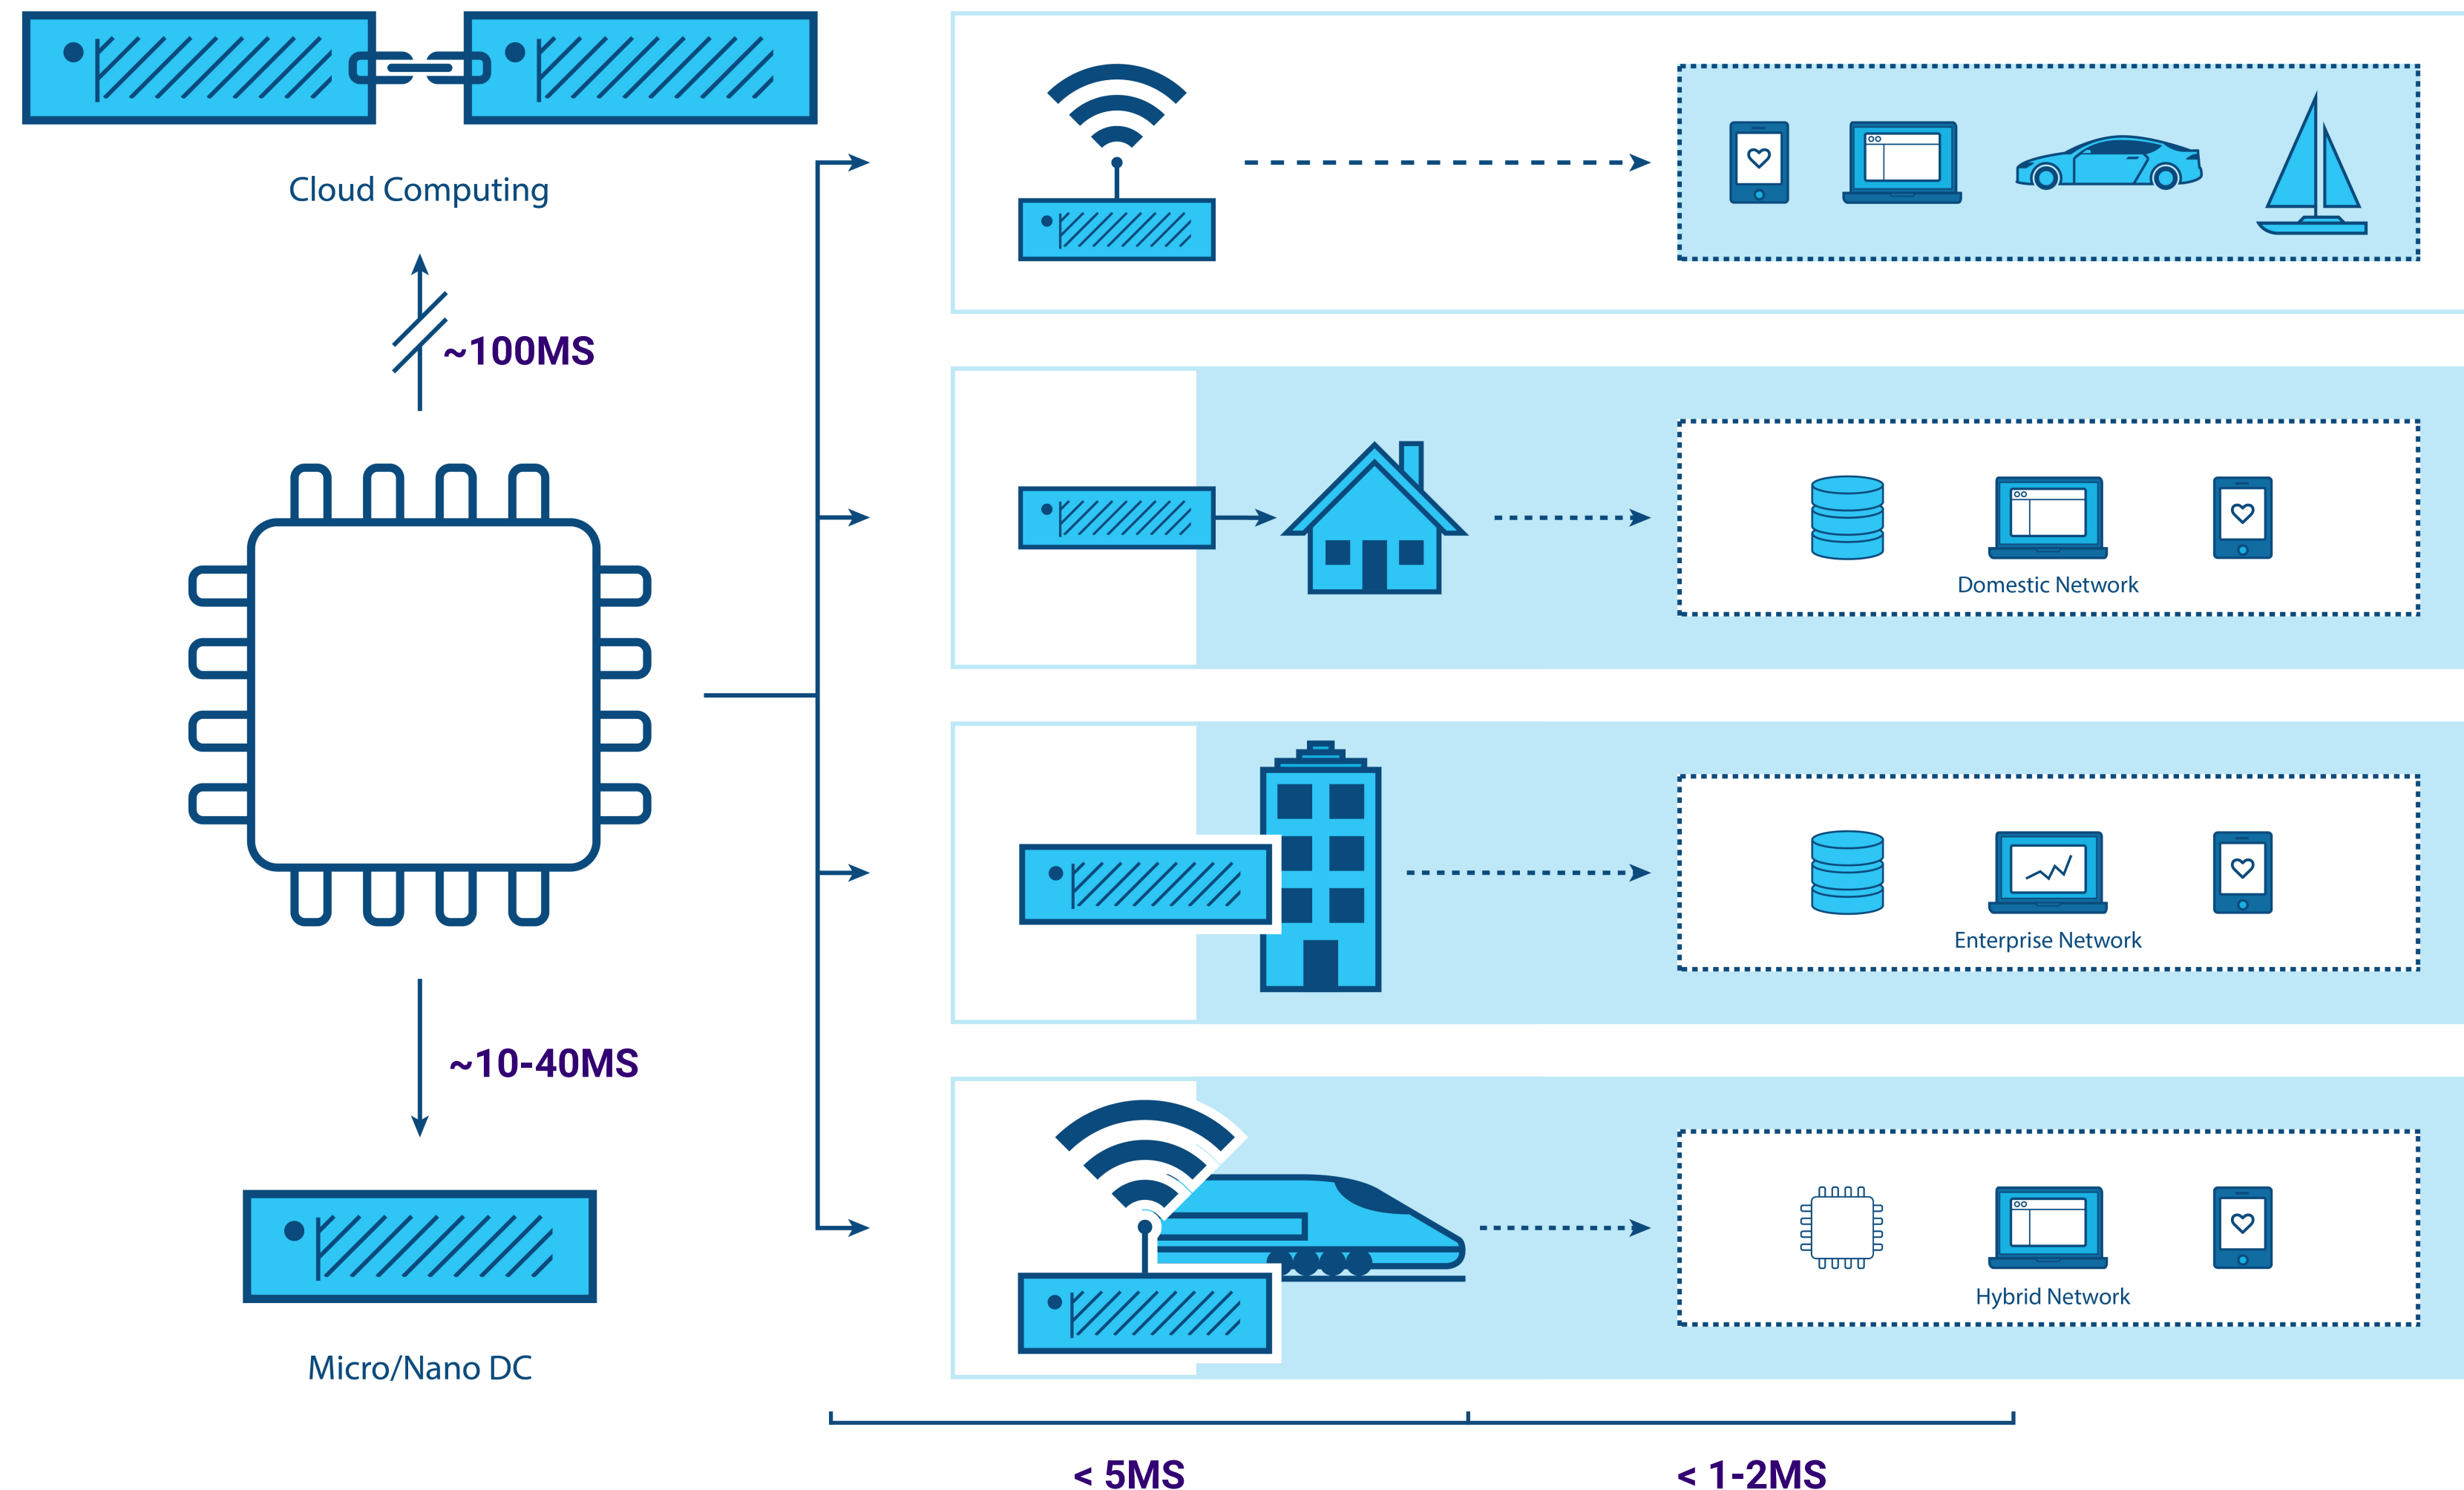 Cloud Computing
~100MS
~10-40MS
Micro/Nano DC
Domestic Network
Enterprise Network
Hybrid Network
< 5MS
< 1-2MS